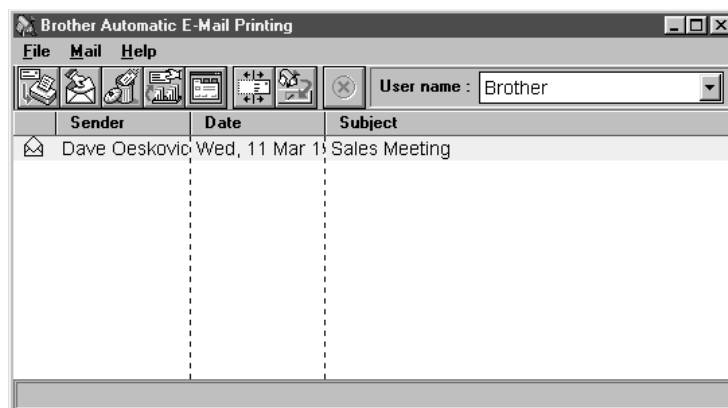 Brother Automatic E-Mail Printing
File Mail Help
User name : Brother
Sender Date Subject
Dave Oeskovic Wed, 11 Mar 19 Sales Meeting